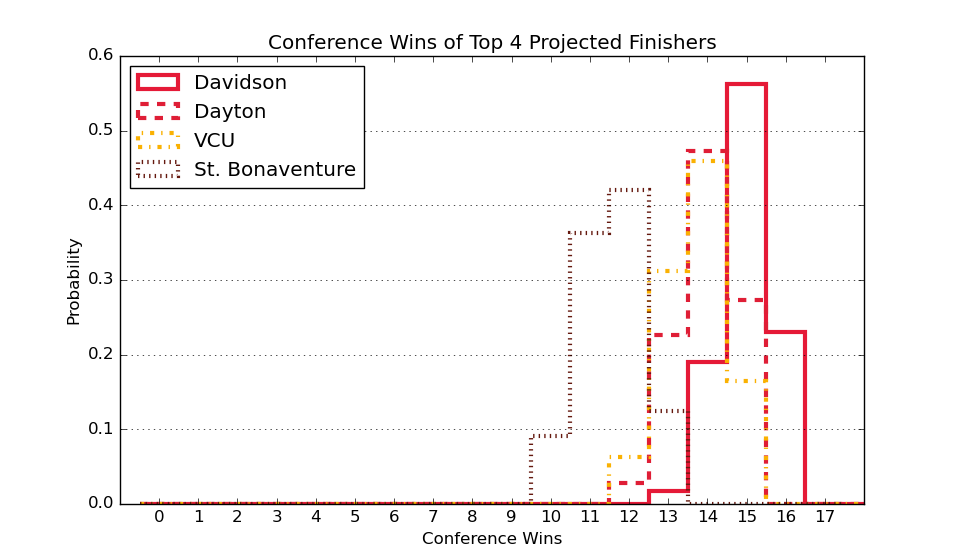 Conference Wins of Top 4 Projected Finishers
0.6
0.5
0.4
0.3
0.2
0.1
0.0
Probability
Davidson
Dayton
VCU
St. Bonaventure
0 1 2 3 4 5 6 7 8 9 10 11 12 13 14 15 16 17
Conference Wins